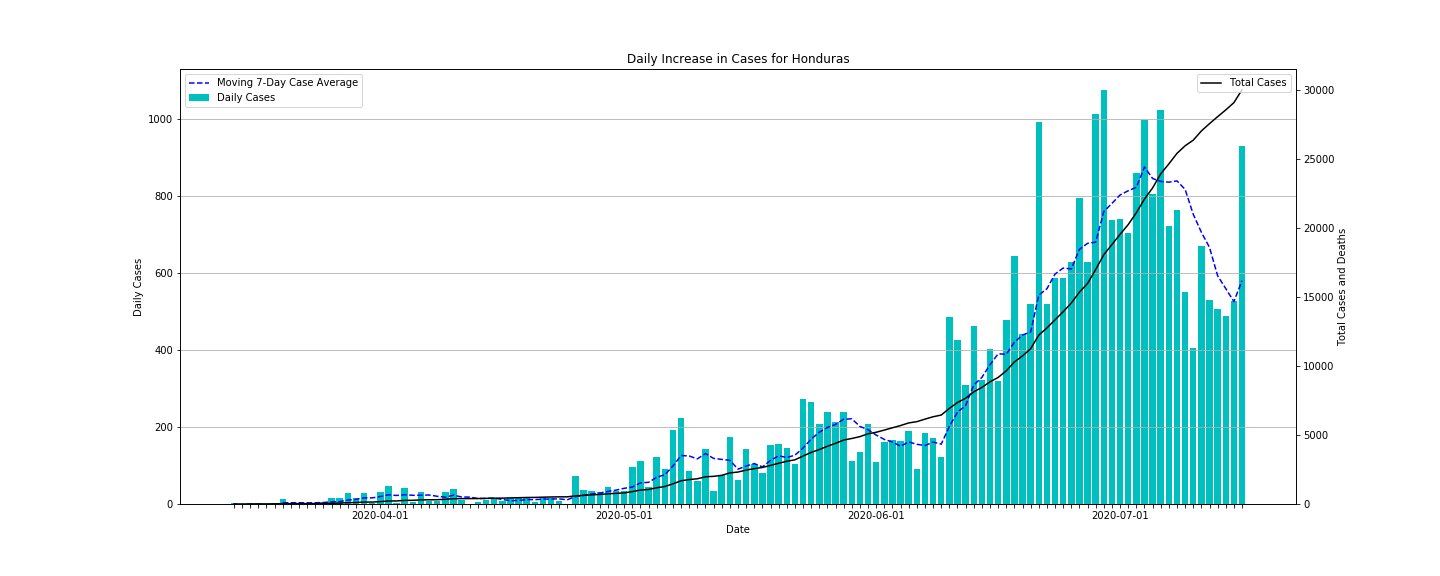 Daily Increase in Cases for Honduras
Moving 7-Day Case Average
Daily Cases
Total Cases
1000
800
600
400
200
0
Daily Cases
30000
25000
20000
15000
10000
5000
0
Total Cases and Deaths
2020-04-01
2020-05-01
2020-06-01
2020-07-01
Date